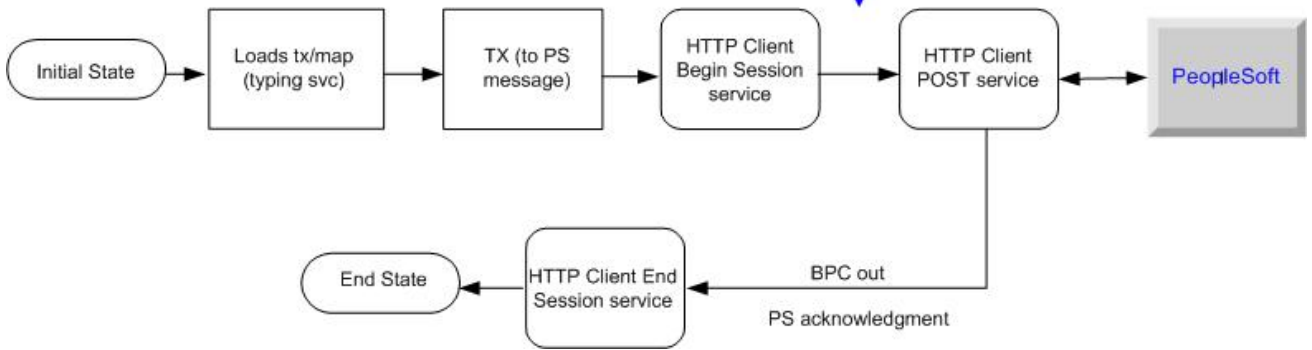 Initial State
Loads tx/map
(typing svc)
TX (to PS
message)
HTTP Client
Begin Session
service
HTTP Client
POST service
PeopleSoft
End State
HTTP Client End
Session service
BPC out
PS acknowledgment